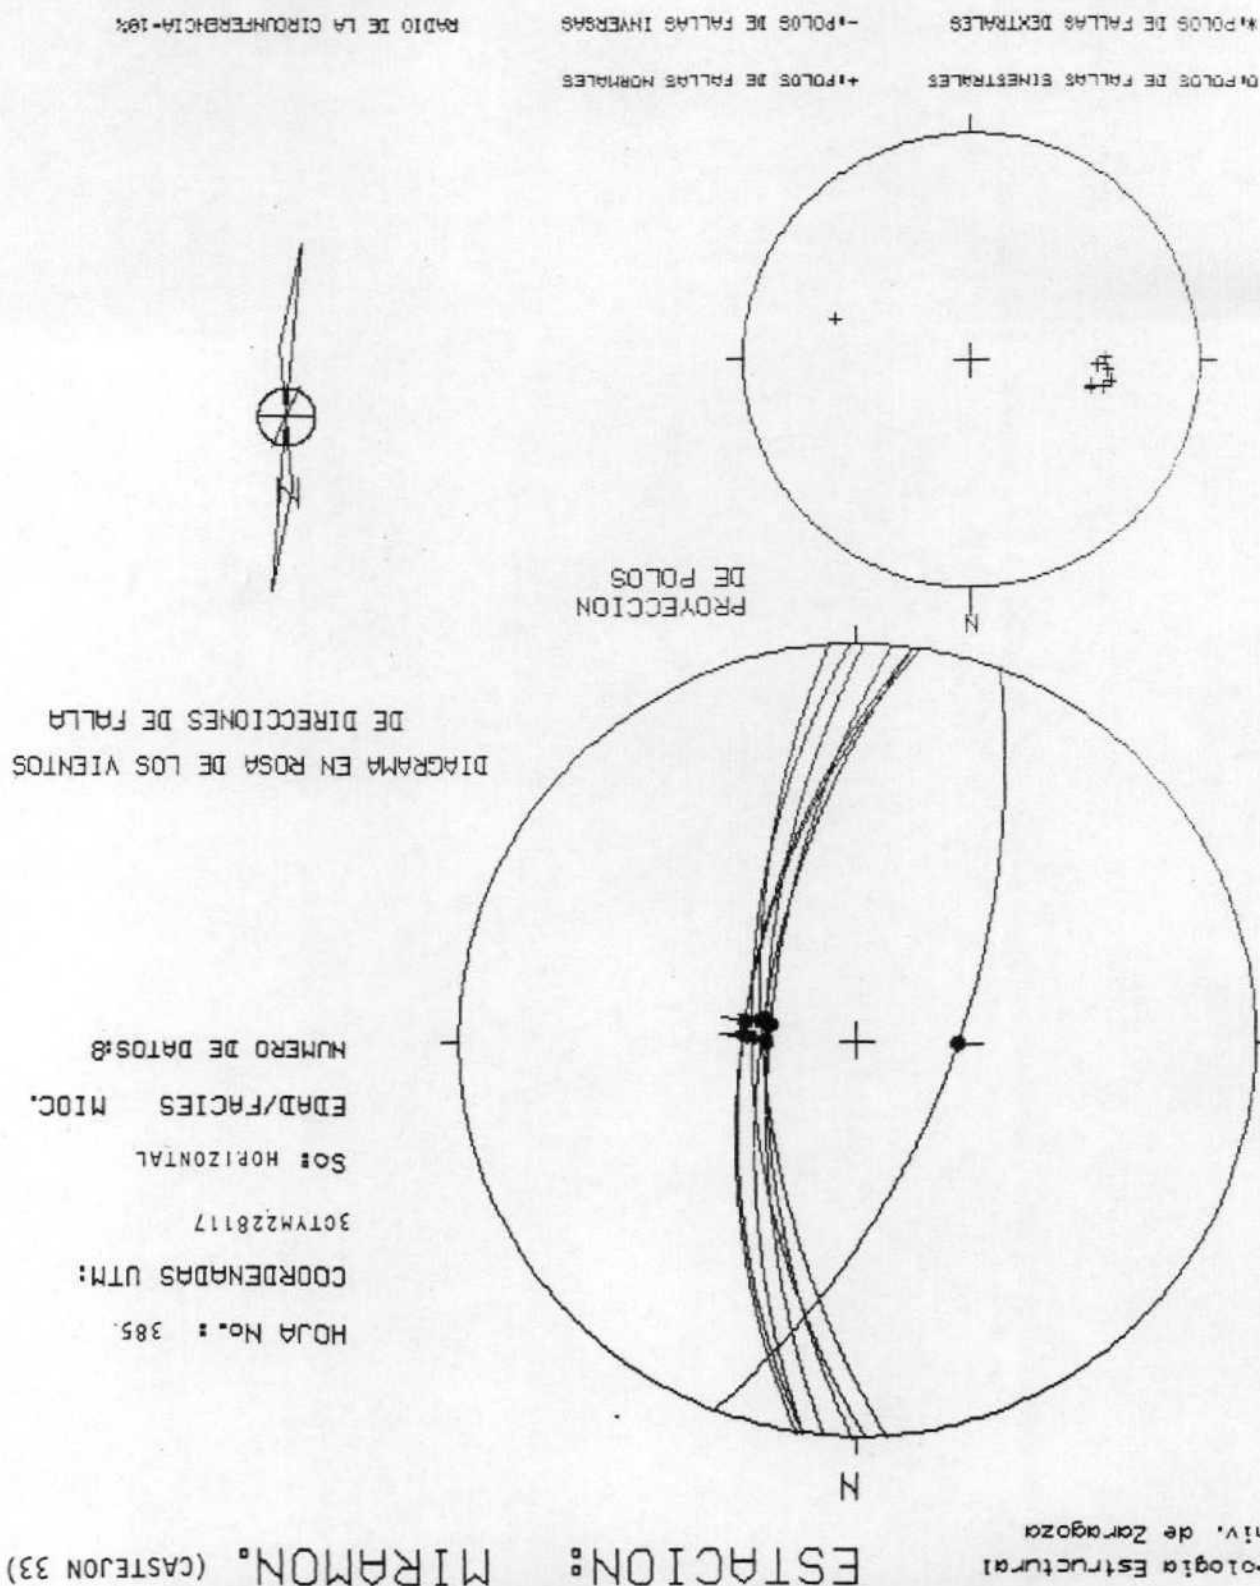 ología Estructural
niv. de Zaragoza
ESTACION: MIRAMON. (CASTEJON 33)
N
HOJA No.: 385.
COORDENADAS UTM:
30TYM228117
So: HORIZONTAL
EDAD/FACIES MIOC.
NUMERO DE DATOS:8
DIAGRAMA EN ROSA DE LOS VIENTOS
DE DIRECCIONES DE FALLA
PROYECCION
DE POLOS
N
N
O:POLOS DE FALLAS SINESTRALES
+:POLOS DE FALLAS NORMALES
*:POLOS DE FALLAS DEXTRALES
-:POLOS DE FALLAS INVERSAS
RADIO DE LA CIRCUNFERENCIA=10%